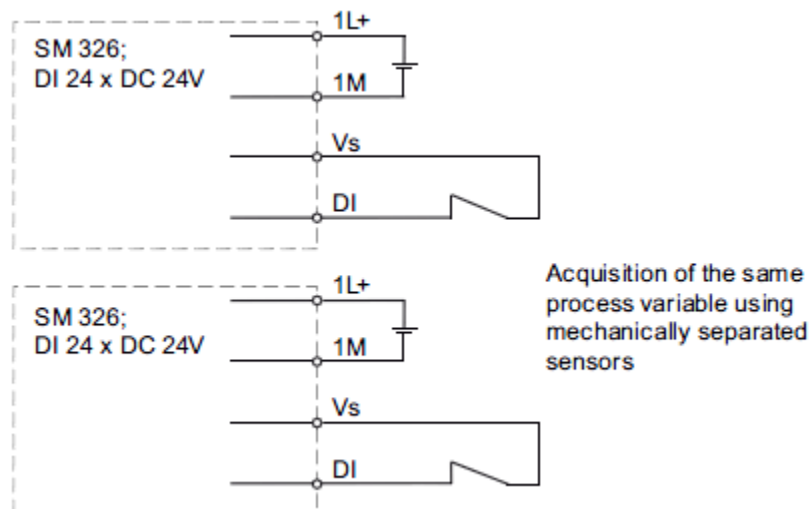 1L+
SM 326;
DI 24 x DC 24V
1M
Vs
DI
Acquisition of the same
process variable using
mechanically separated
sensors
1L+
SM 326;
DI 24 x DC 24V
1M
Vs
DI